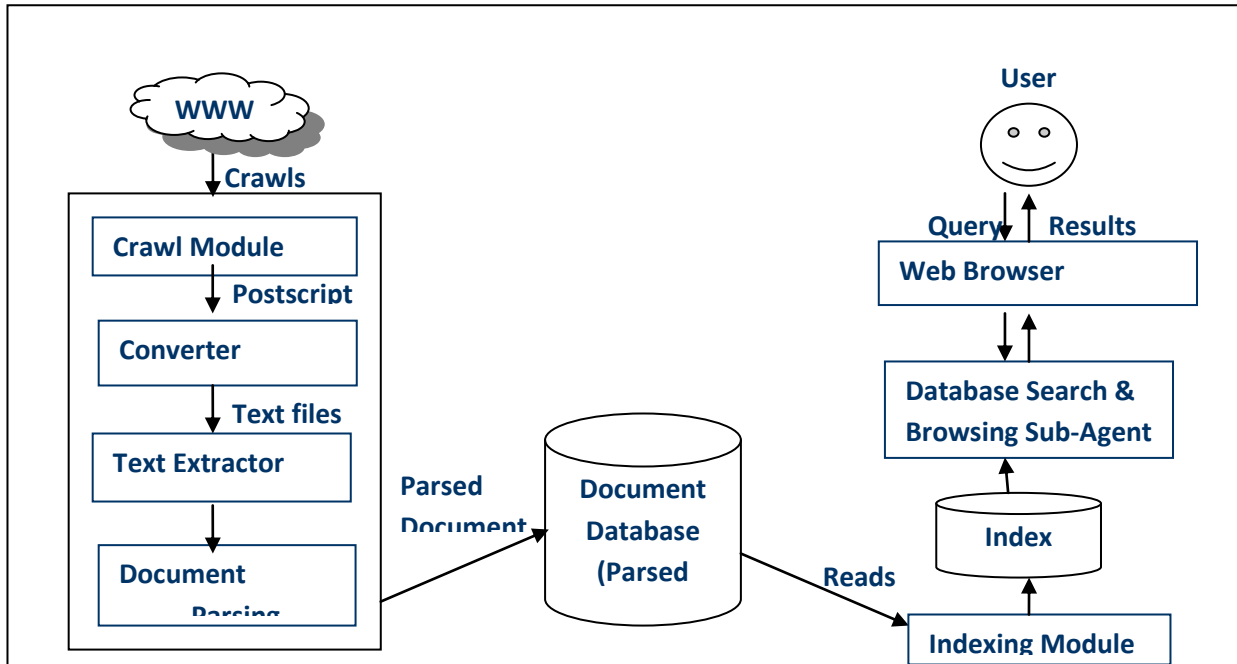 WWW
Crawls
Crawl Module
Postscript
Converter
Text files
Text Extractor
Document
Parsing
Parsed
Document
Document
Database
(Parsed
Reads
User
Query
Results
Web Browser
Database Search &
Browsing Sub-Agent
Index
Indexing Module